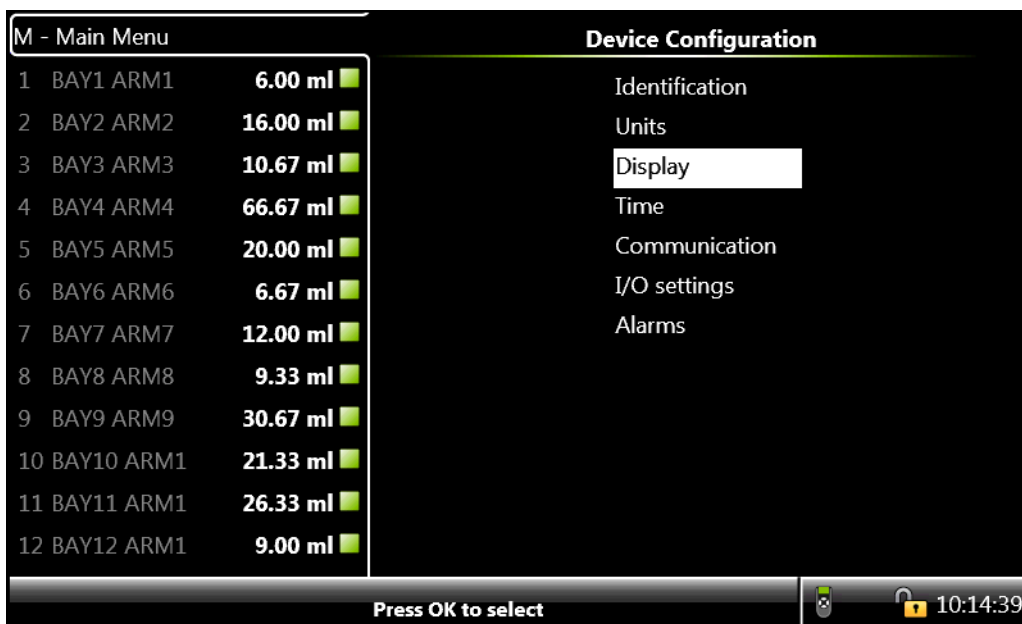 M - Main Menu
1 BAY1 ARM1 6.00 ml
2 BAY2 ARM2 16.00 ml
3 BAY3 ARM3 10.67 ml
4 BAY4 ARM4 66.67 ml
5 BAY5 ARM5 20.00 ml
6 BAY6 ARM6 6.67 ml
7 BAY7 ARM7 12.00 ml
8 BAY8 ARM8 9.33 ml
9 BAY9 ARM9 30.67 ml
10 BAY10 ARM1 21.33 ml
11 BAY11 ARM1 26.33 ml
12 BAY12 ARM1 9.00 ml
Device Configuration
Identification
Units
Display
Time
Communication
I/O settings
Alarms
Press OK to select
10:14:39